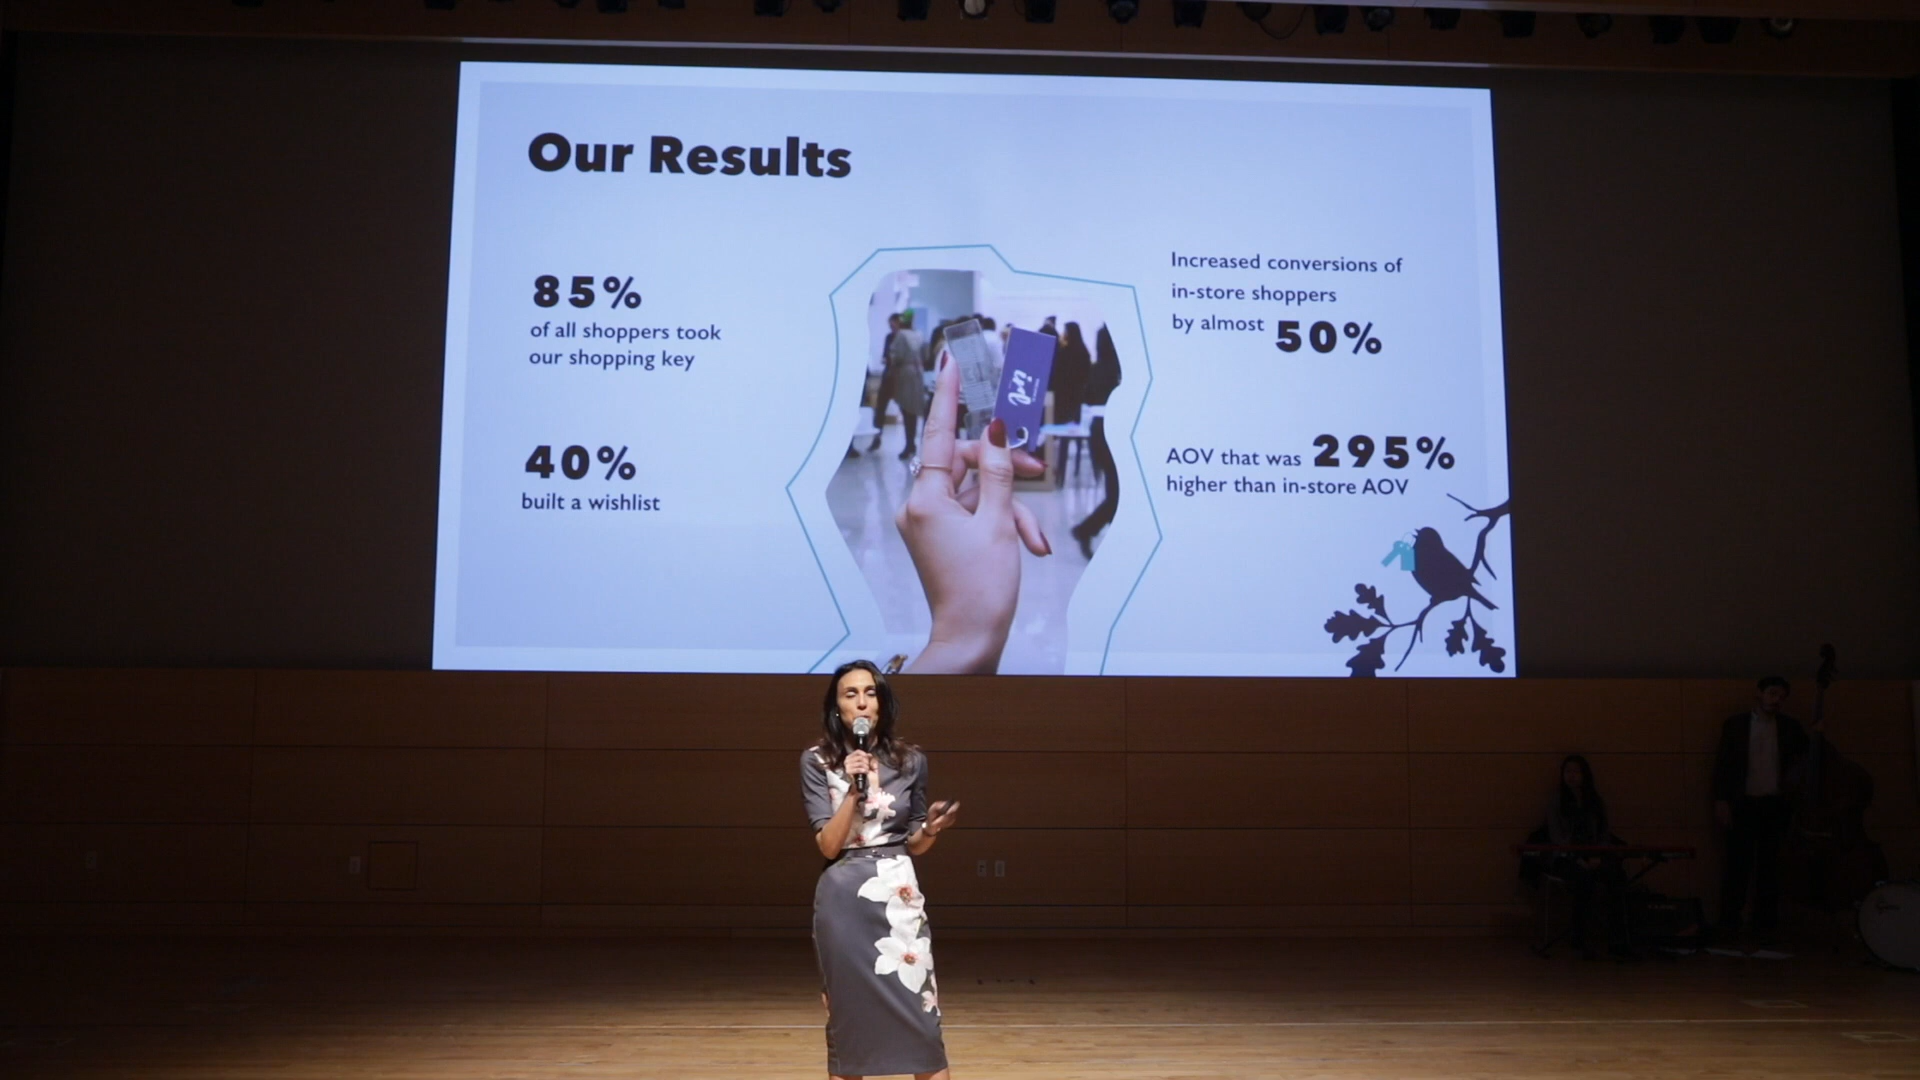 Our Results
85%
of all shoppers took
our shopping key
40%
built a wishlist
Increased conversions of
in-store shoppers
by almost 50%
AOV that was 295%
higher than in-store AOV